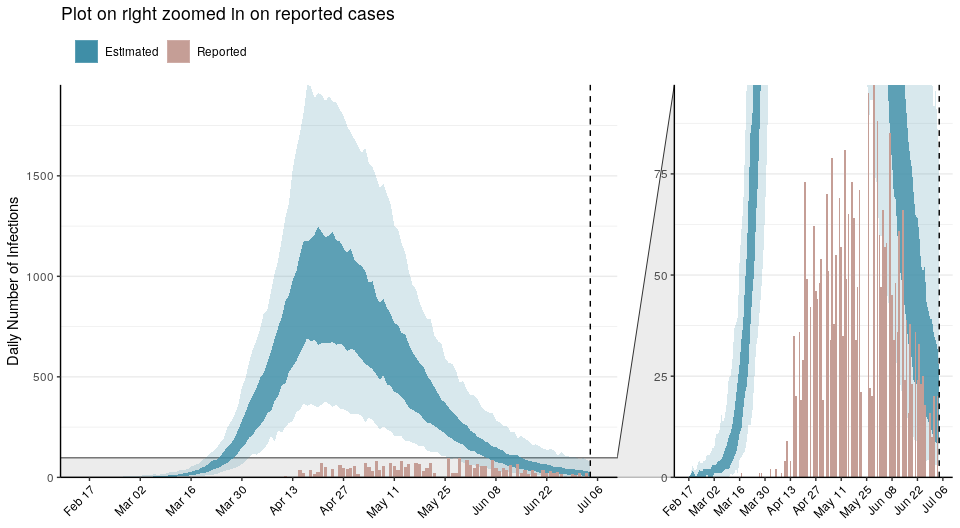 Plot on right zoomed in on reported cases
Estimated
Reported
Daily Number of Infections
1500
1000
500
0
Feb 17
Mar 02
Mar 16
Mar 30
Apr 13
Apr 27
May 11
May 25
Jun 08
Jun 22
Jul 06
75
50
25
0
Feb 17
Mar 02
Mar 16
Mar 30
Apr 13
Apr 27
May 11
May 25
Jun 08
Jun 22
Jul 06